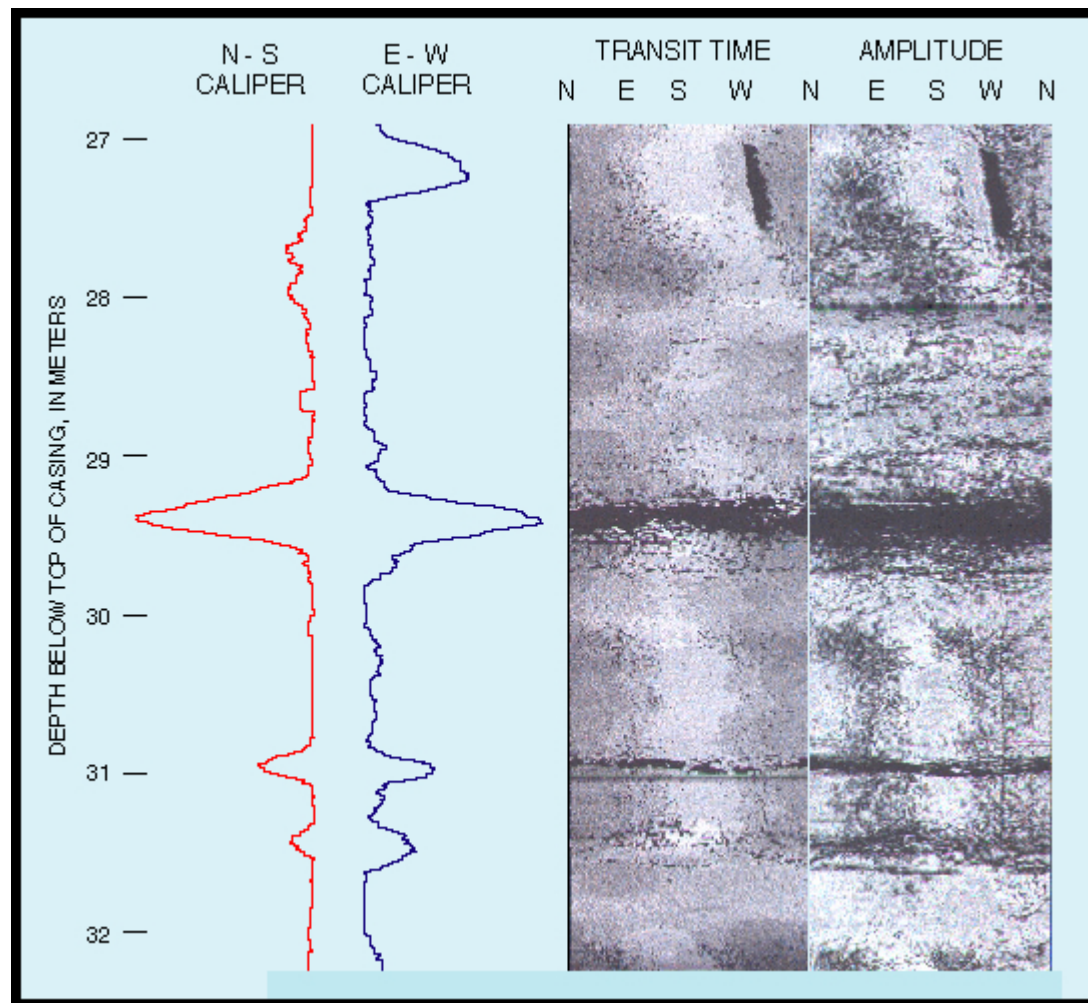 N - S
CALIPER
E - W
CALIPER
TRANSIT TIME
N E S W N
AMPLITUDE
E S W N
DEPTH BELOW TOP OF CASING, IN METERS
27
28
29
30
31
32